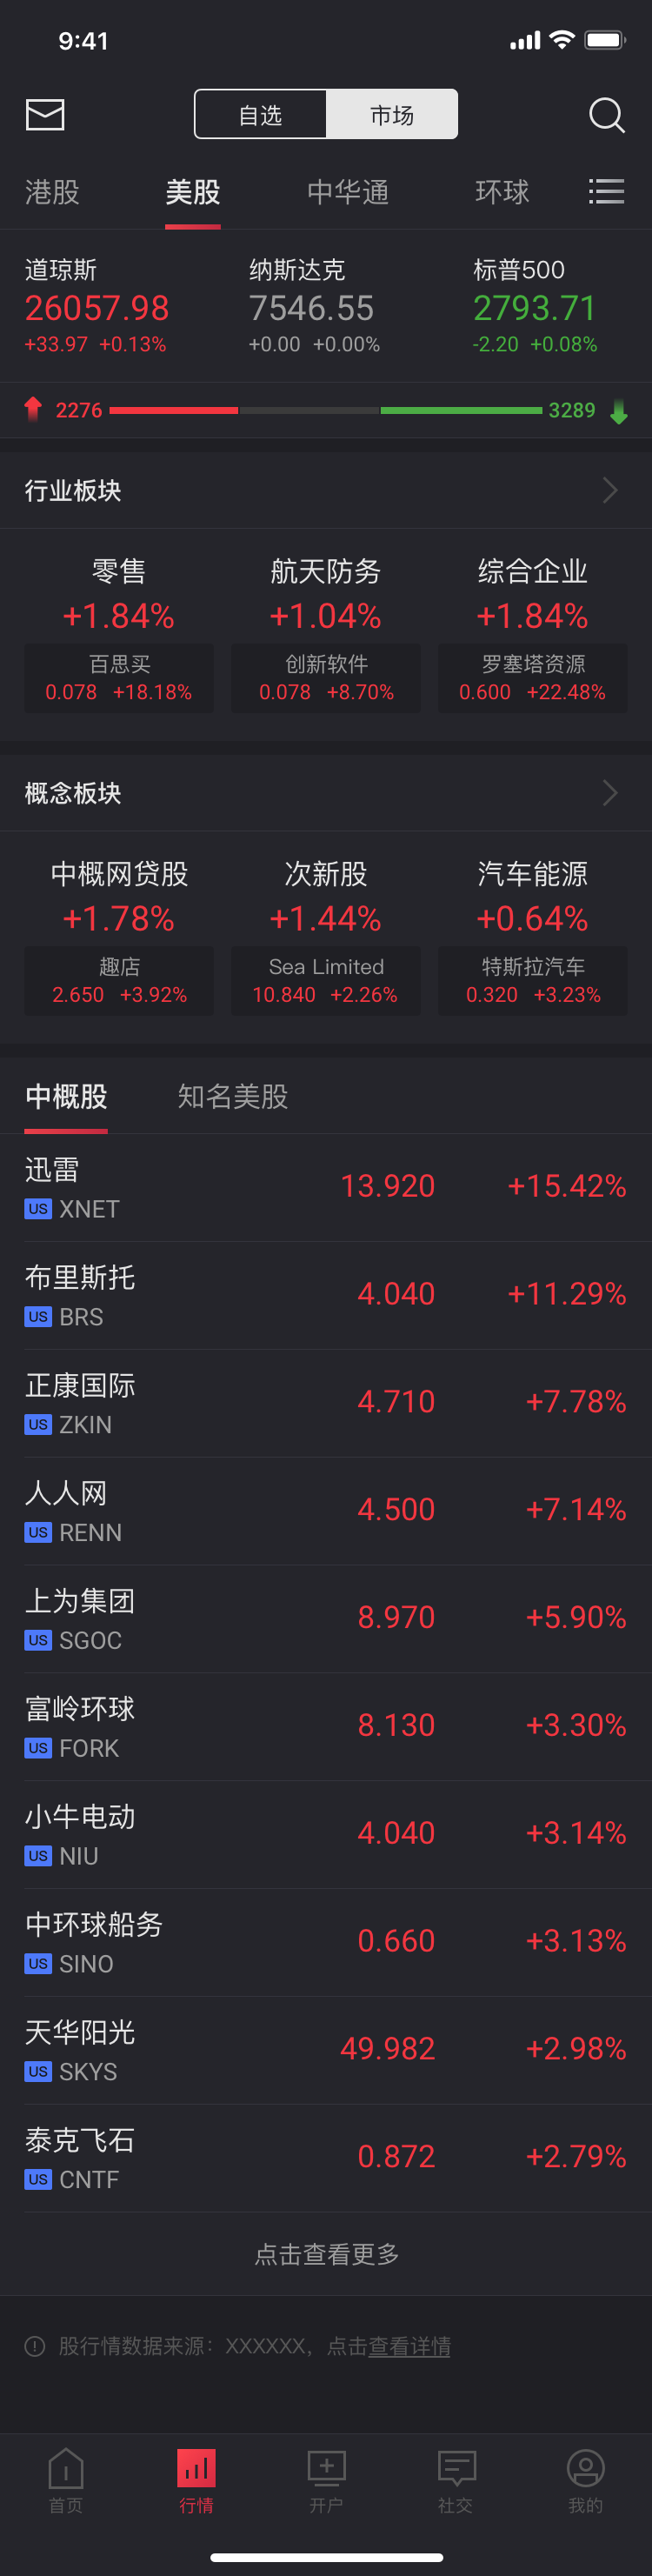 9:41
自选 市场
港股 美股 中华通 环球
道琼斯 纳斯达克 标普500
26057.98 7546.55 2793.71
+33.97 +0.13% +0.00 +0.00% -2.20 +0.08%
2276 3289
行业板块
零售 航天防务 综合企业
+1.84% +1.04% +1.84%
百思买 创新软件 罗塞塔资源
0.078 +18.18% 0.078 +8.70% 0.600 +22.48%
概念板块
中概网贷股 次新股 汽车能源
+1.78% +1.44% +0.64%
趣店 Sea Limited 特斯拉汽车
2.650 +3.92% 10.840 +2.26% 0.320 +3.23%
中概股 知名美股
迅雷
13.920 +15.42%
US XNET
布里斯托
4.040 +11.29%
US BRS
正康国际
4.710 +7.78%
US ZKIN
人人网
4.500 +7.14%
US RENN
上为集团
8.970 +5.90%
US SGOC
富岭环球
8.130 +3.30%
US FORK
小牛电动
4.040 +3.14%
US NIU
中环球船务
0.660 +3.13%
US SINO
天华阳光
49.982 +2.98%
US SKYS
泰克飞石
0.872 +2.79%
US CNTF
点击查看更多
股行情数据来源：XXXXXX，点击查看详情
首页 行情 开户 社交 我的